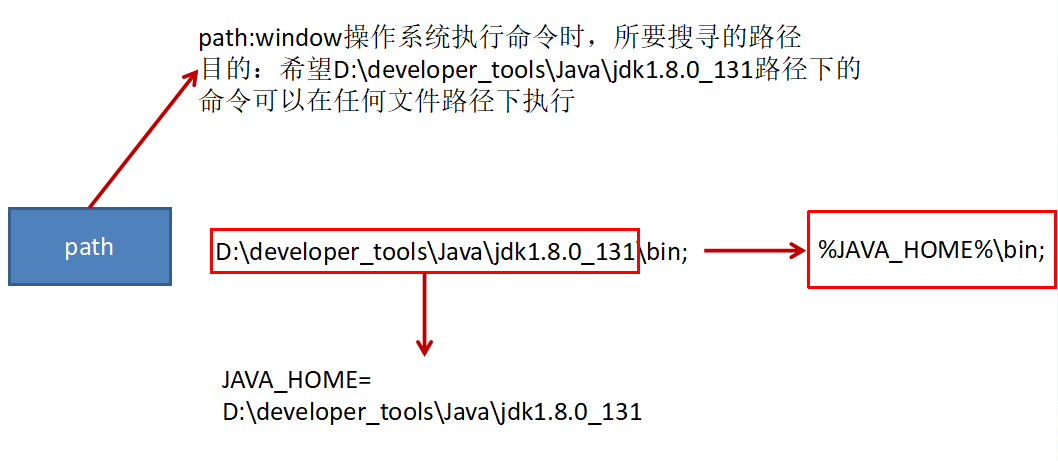 path:window操作系统执行命令时，所要搜寻的路径
目的：希望D:\developer_tools\Java\jdk1.8.0_131路径下的
命令可以在任何文件路径下执行
path
D:\developer_tools\Java\jdk1.8.0_131\bin;
%JAVA_HOME%\bin;
JAVA_HOME=
D:\developer_tools\Java\jdk1.8.0_131